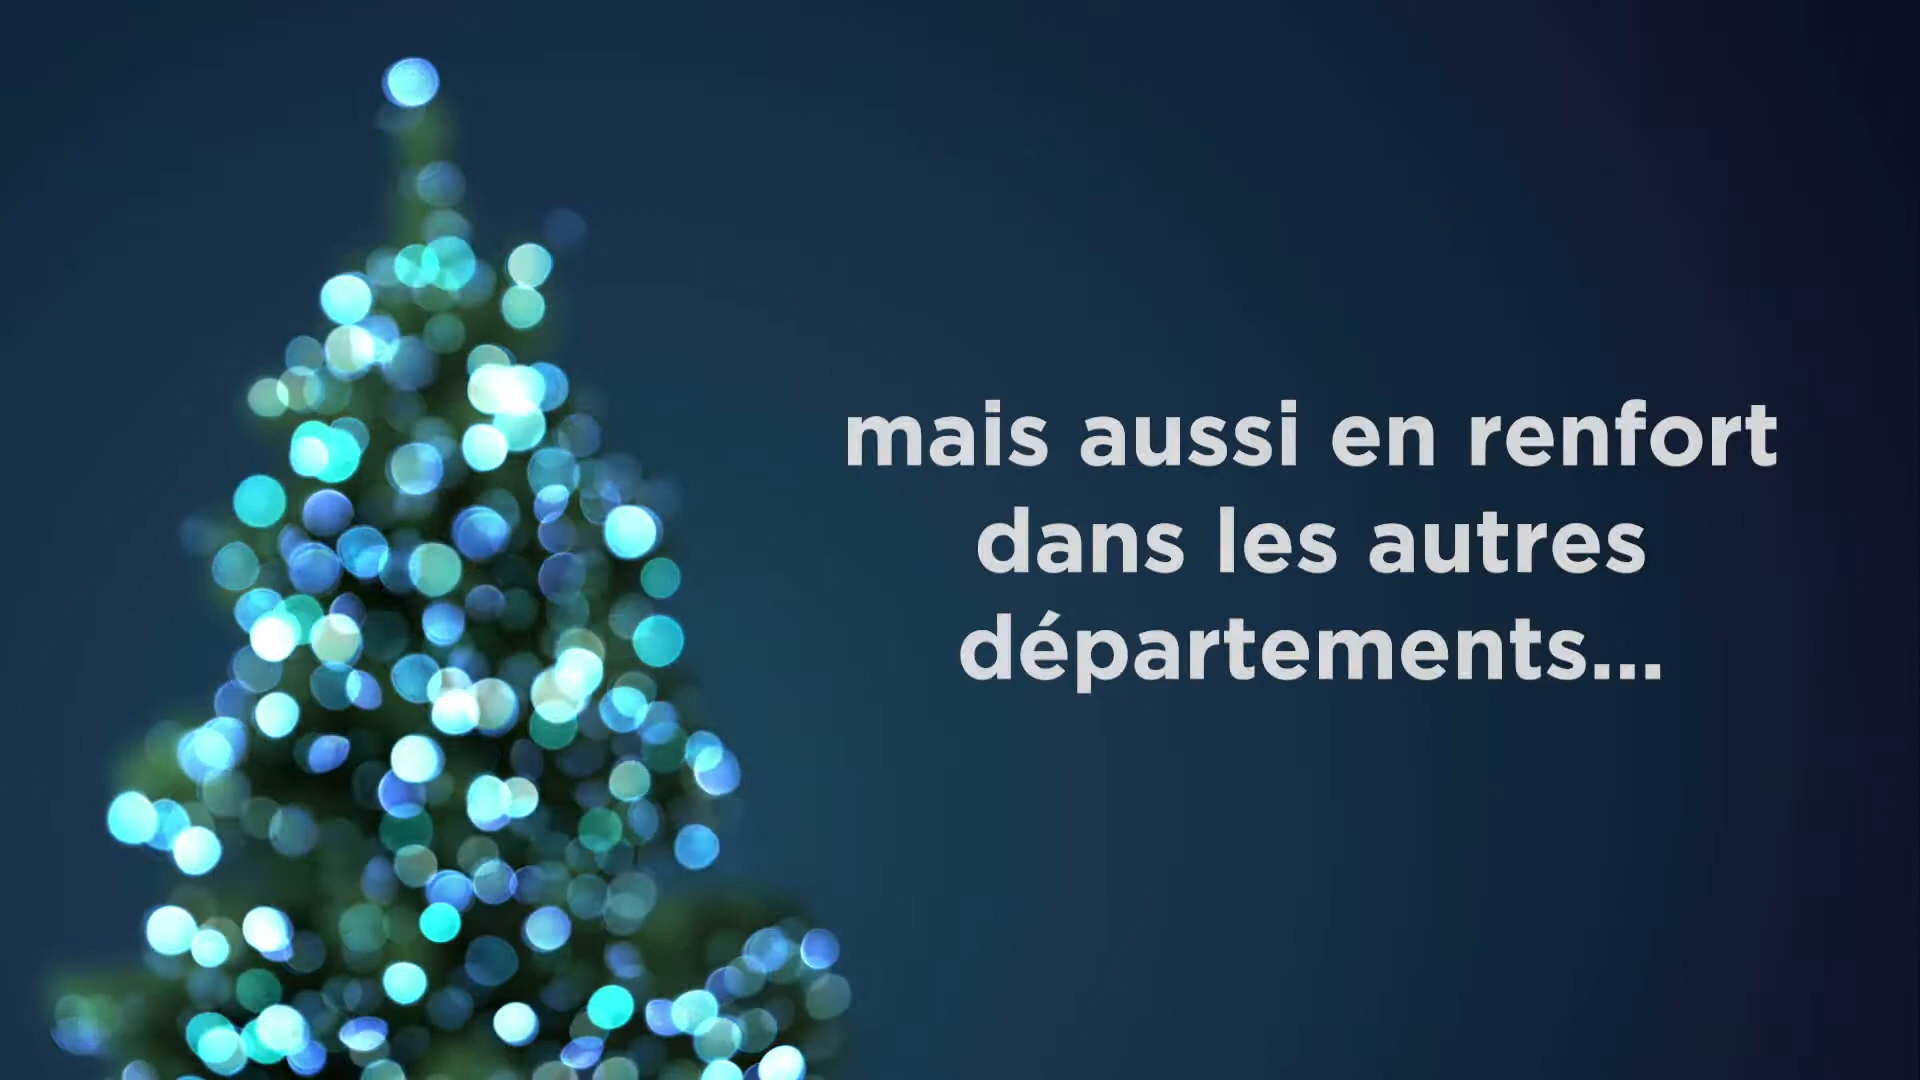 mais aussi en renfort
dans les autres
départements...